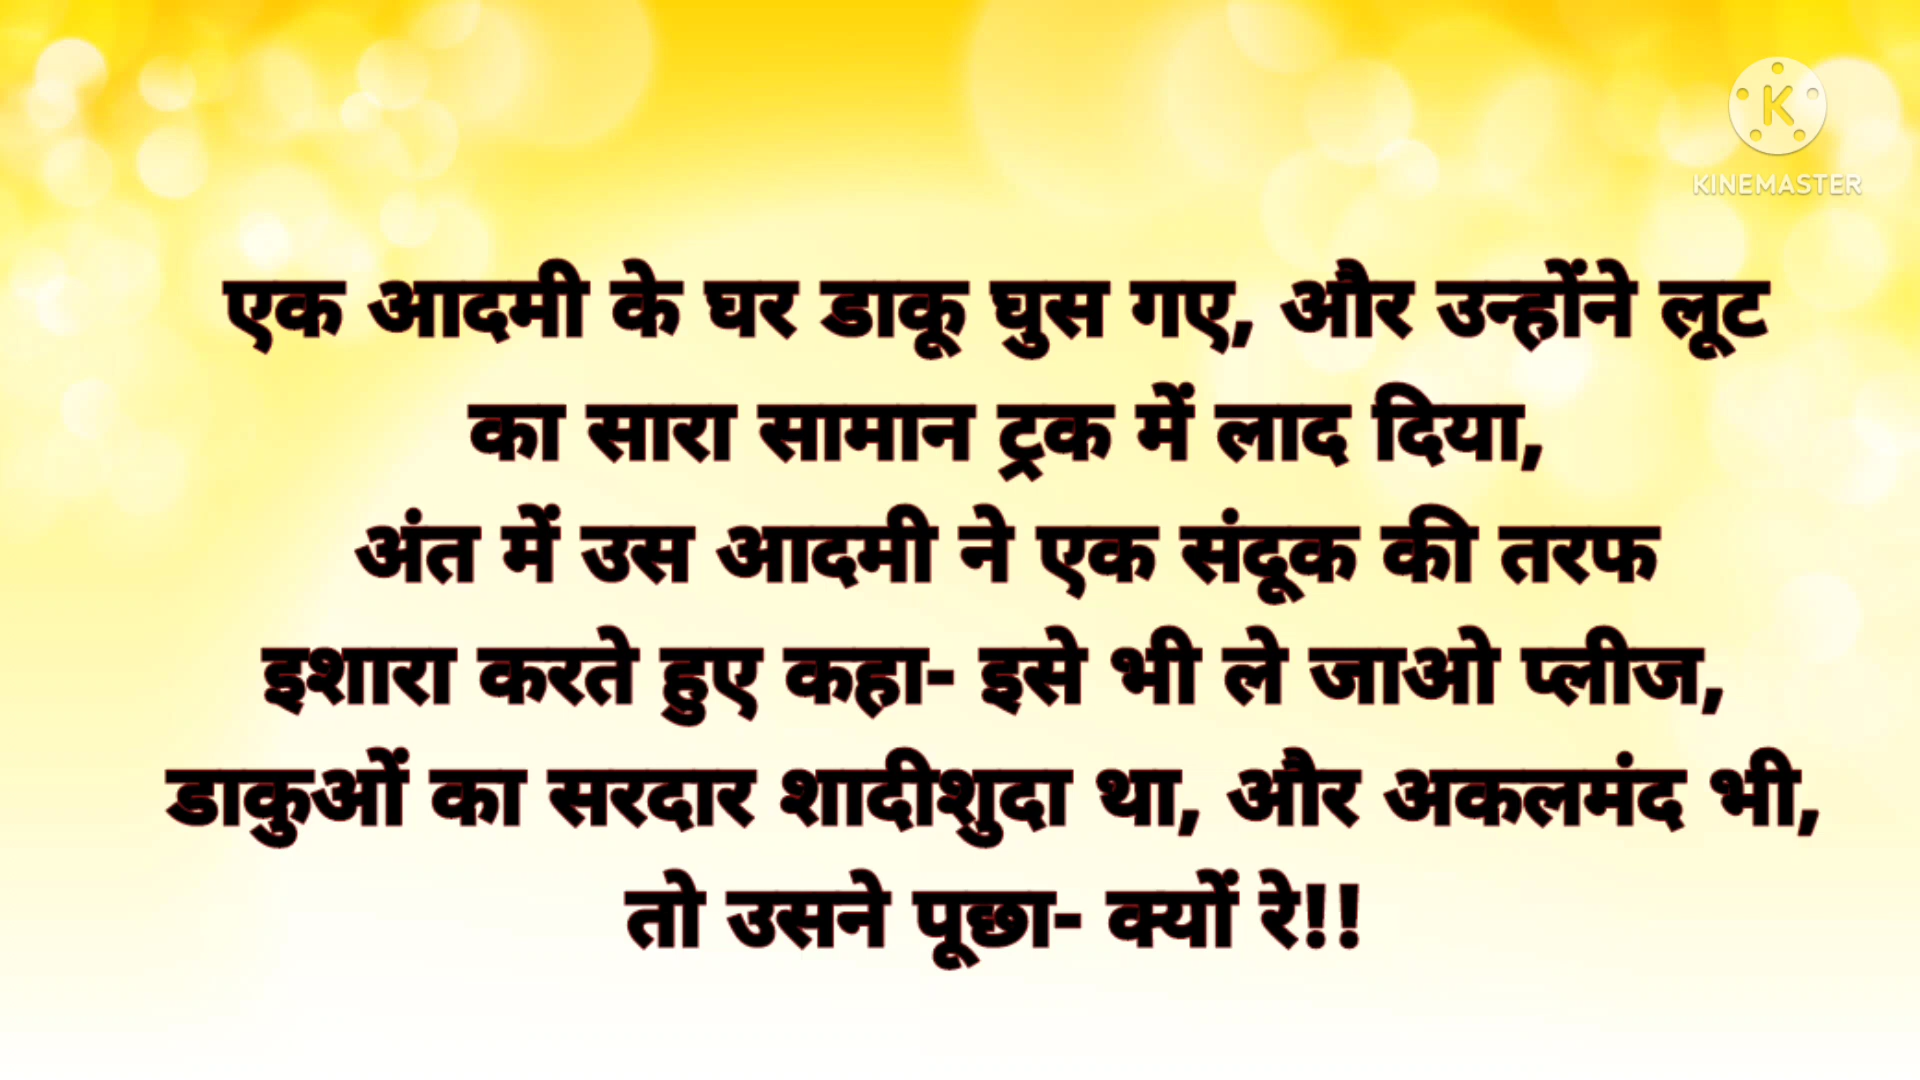 KINEMASTER
एक आदमी के घर डाकू घुस गए, और उन्होंने लूट
का सारा सामान ट्रक में लाद दिया,
अंत में उस आदमी ने एक संदूक की तरफ
इशारा करते हुए कहा- इसे भी ले जाओ प्लीज,
डाकुओं का सरदार शादीशुदा था, और अकलमंद भी,
तो उसने पूछा- क्यों रे!!